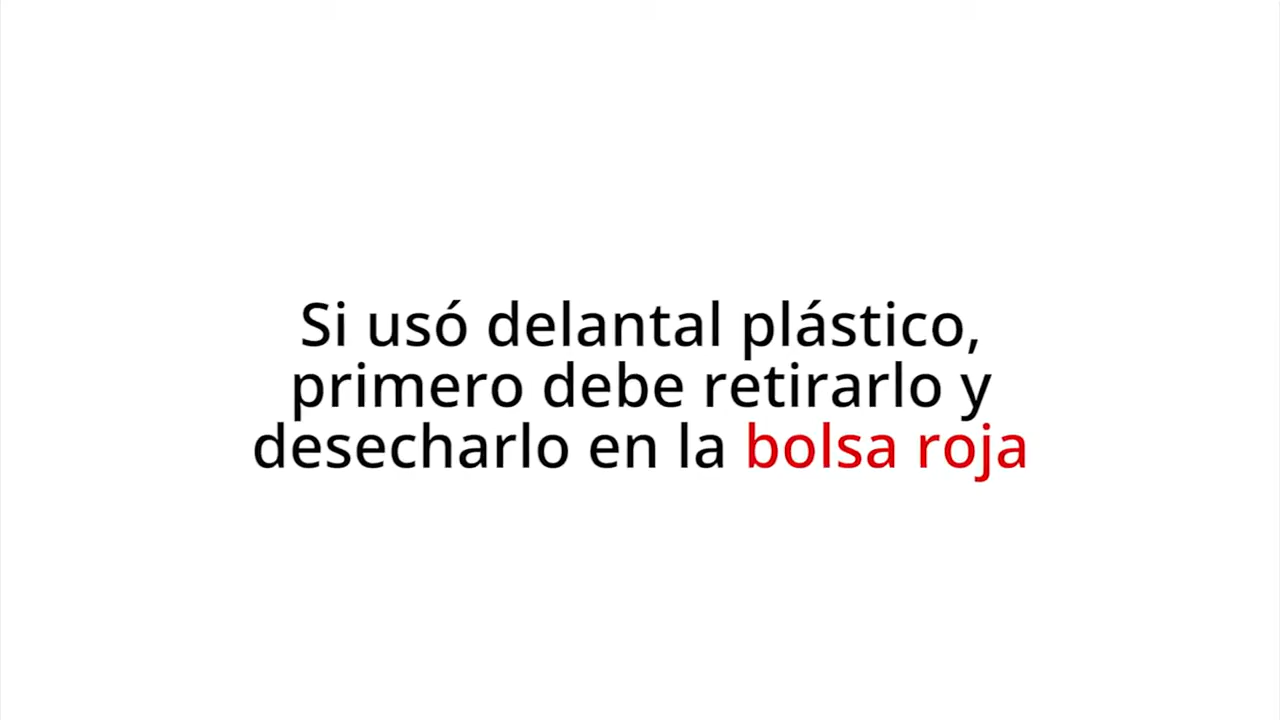 Si usó delantal plástico,
primero debe retirarlo y
desecharlo en la bolsa roja